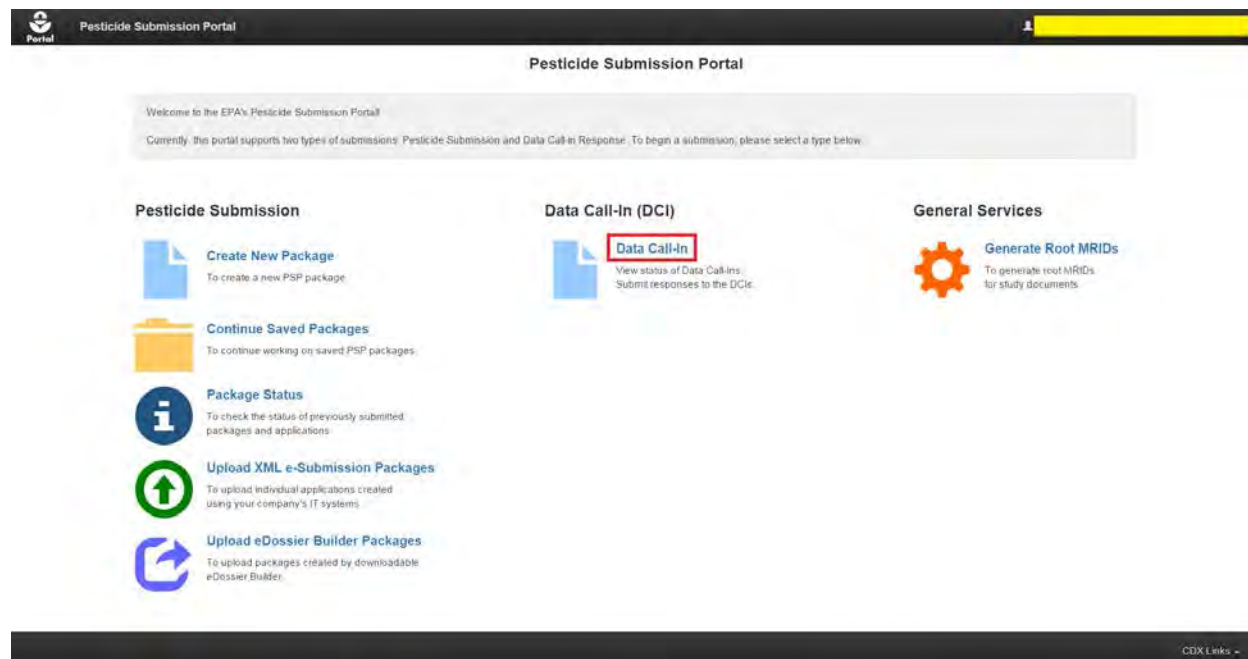 Portal
Pesticide Submission Portal
Pesticide Submission Portal
Welcome to the EPA's Pesticide Submission Portal!
Currently, this portal supports two types of submissions: Pesticide Submission and Data Call-in Response. To begin a submission, please select a type below.
Pesticide Submission
Create New Package
To create a new PSP package
Continue Saved Packages
To continue working on saved PSP packages
Package Status
To check the status of previously submitted
packages and applications
Upload XML e-Submission Packages
To upload individual applications created
using your company's IT systems
Upload eDossier Builder Packages
To upload packages created by downloadable
eDossier Builder
Data Call-In (DCI)
Data Call-In
View status of Data Call-Ins.
Submit responses to the DCIs.
General Services
Generate Root MRIDs
To generate root MRIDs
for study documents
CDX Links